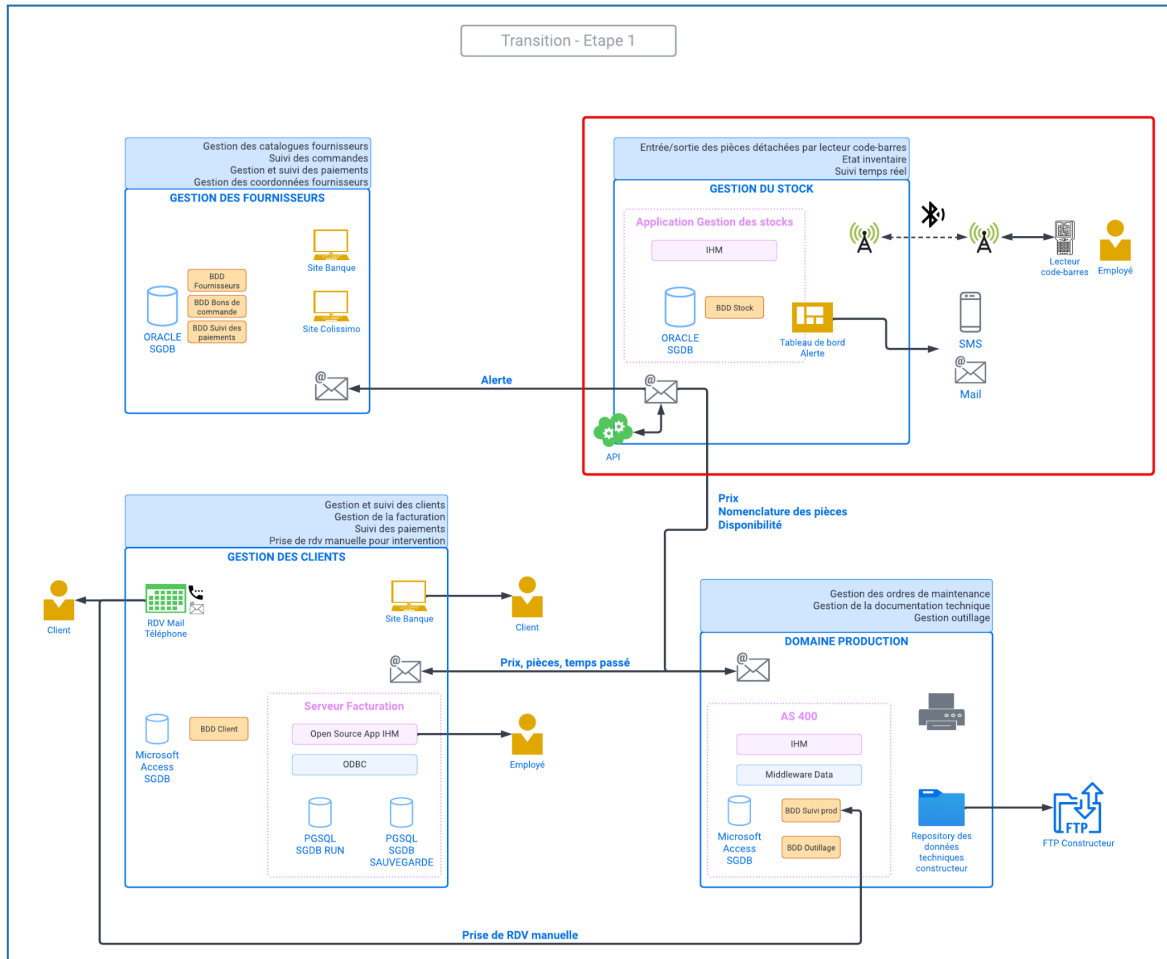 Transition - Etape 1
Gestion des catalogues fournisseurs
Suivi des commandes
Gestion et suivi des paiements
Gestion des coordonnées fournisseurs
GESTION DES FOURNISSEURS
Site Banque
BDD
Fournisseurs
BDD Bons de
commande
BDD Suivi des
paiements
ORACLE
SGDB
Site Colissimo
@
Entrée/sortie des pièces détachées par lecteur code-barres
Etat inventaire
Suivi temps réel
GESTION DU STOCK
Application Gestion des stocks
IHM
BDD Stock
ORACLE
SGDB
Tableau de bord
Alerte
Lecteur
code-barres
Employé
SMS
@
Mail
@
API
Alerte
Prix
Nomenclature des pièces
Disponibilité
Gestion et suivi des clients
Gestion de la facturation
Suivi des paiements
Prise de rdv manuelle pour intervention
GESTION DES CLIENTS
Client
RDV Mail
Téléphone
Site Banque
Client
@
Prix, pièces, temps passé
Serveur Facturation
Open Source App IHM
ODBC
Employé
BDD Client
Microsoft
Access
SGDB
PGSQL
SGDB RUN
PGSQL
SGDB
SAUVEGARDE
Gestion des ordres de maintenance
Gestion de la documentation technique
Gestion outillage
DOMAINE PRODUCTION
@
AS 400
IHM
Middleware Data
BDD Suivi prod
BDD Outillage
Microsoft
Access
SGDB
Repository des
données
techniques
constructeur
FTP
FTP Constructeur
Prise de RDV manuelle